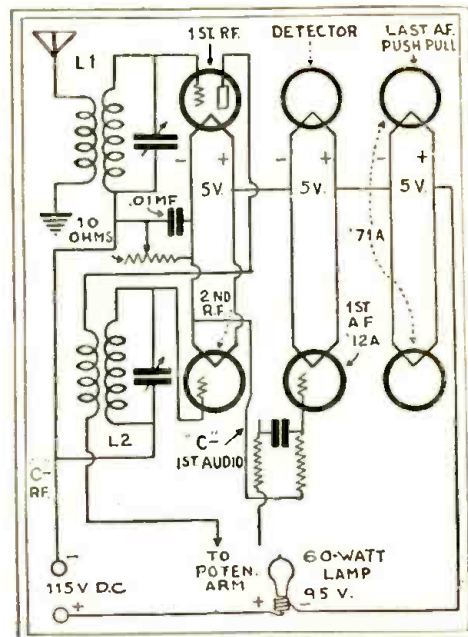 1ST. RF.
DETECTOR
LAST A.F.
PUSH PULL
L1
- +
- +
- +
5V.
5V.
5V.
.01MF.
10
OHMS
'71A
2ND
R.F.
1ST
A.F
'12A
L2
"C-"
1ST. AUDIO
C-
RF.
-
115V D.C.
+
TO
POTEN.
ARM
60-WATT
LAMP
95 V.
+ -